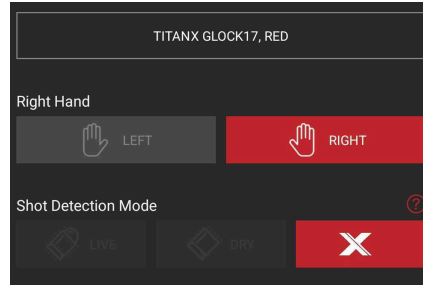 TITANX GLOCK17, RED
Right Hand
LEFT
RIGHT
Shot Detection Mode
?
LIVE
DRY
X